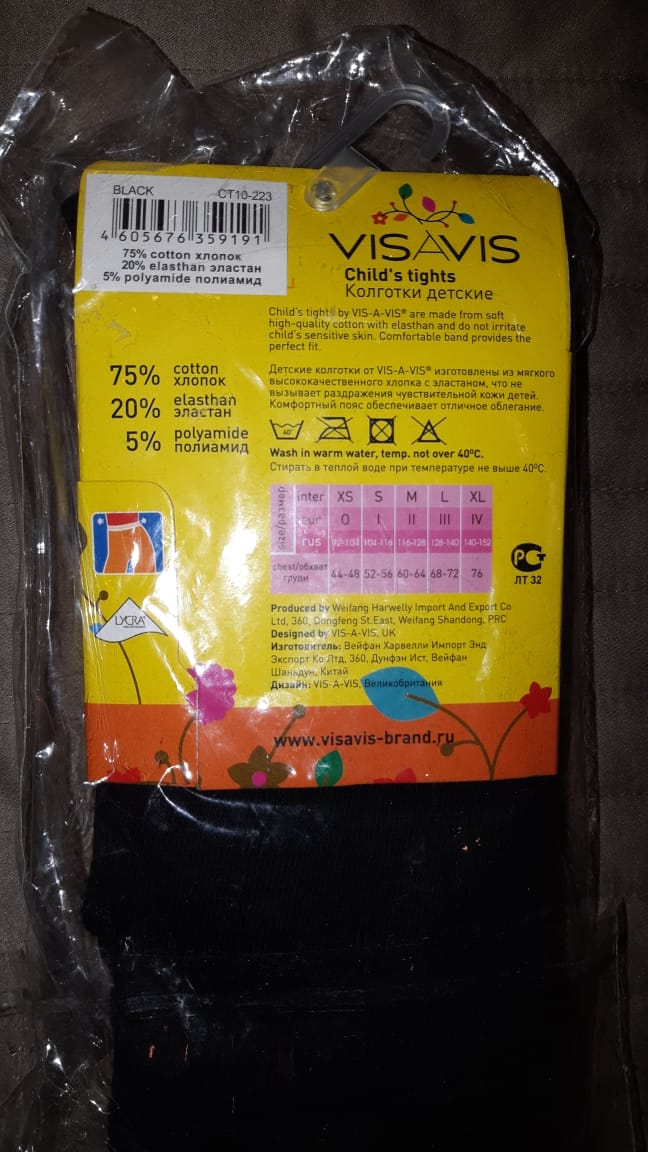 BLACK CT10-223
4 605676 359191
75% cotton хлопок
20% elasthan эластан
5% polyamide полиамид
VISAVIS
Child's tights
Колготки детские
Child's tights by VIS-A-VIS® are made from soft
high-quality cotton with elasthan and do not irritate
child's sensitive skin. Comfortable band provides the
perfect fit.
75% cotton
хлопок
20% elasthan
эластан
5% polyamide
полиамид
Детские колготки от VIS-A-VIS® изготовлены из мягкого
высококачественного хлопка с эластаном, что не
вызывает раздражения чувствительной кожи детей.
Комфортный пояс обеспечивает отличное облегание.
40°
Wash in warm water, temp. not over 40ºC.
Стирать в теплой воде при температуре не выше 40ºC.
size/размер
inter XS S M L XL
eur 0 I II III IV
rus 92-104 104-116 116-128 128-140 140-152
chest/обхват
груди 44-48 52-56 60-64 68-72 76
РСТ
ЛТ 32
LYCRA
Produced by Weifang Harwelly Import And Export Co
Ltd, 360, Dongfeng St.East, Weifang Shandong, PRC
Designed by VIS-A-VIS, UK
Изготовитель: Вейфан Харвелли Импорт Энд
Экспорт Ко Лтд, 360, Дунфэн Ист, Вейфан
Шаньдун, Китай
Дизайн: VIS-A-VIS, Великобритания
www.visavis-brand.ru